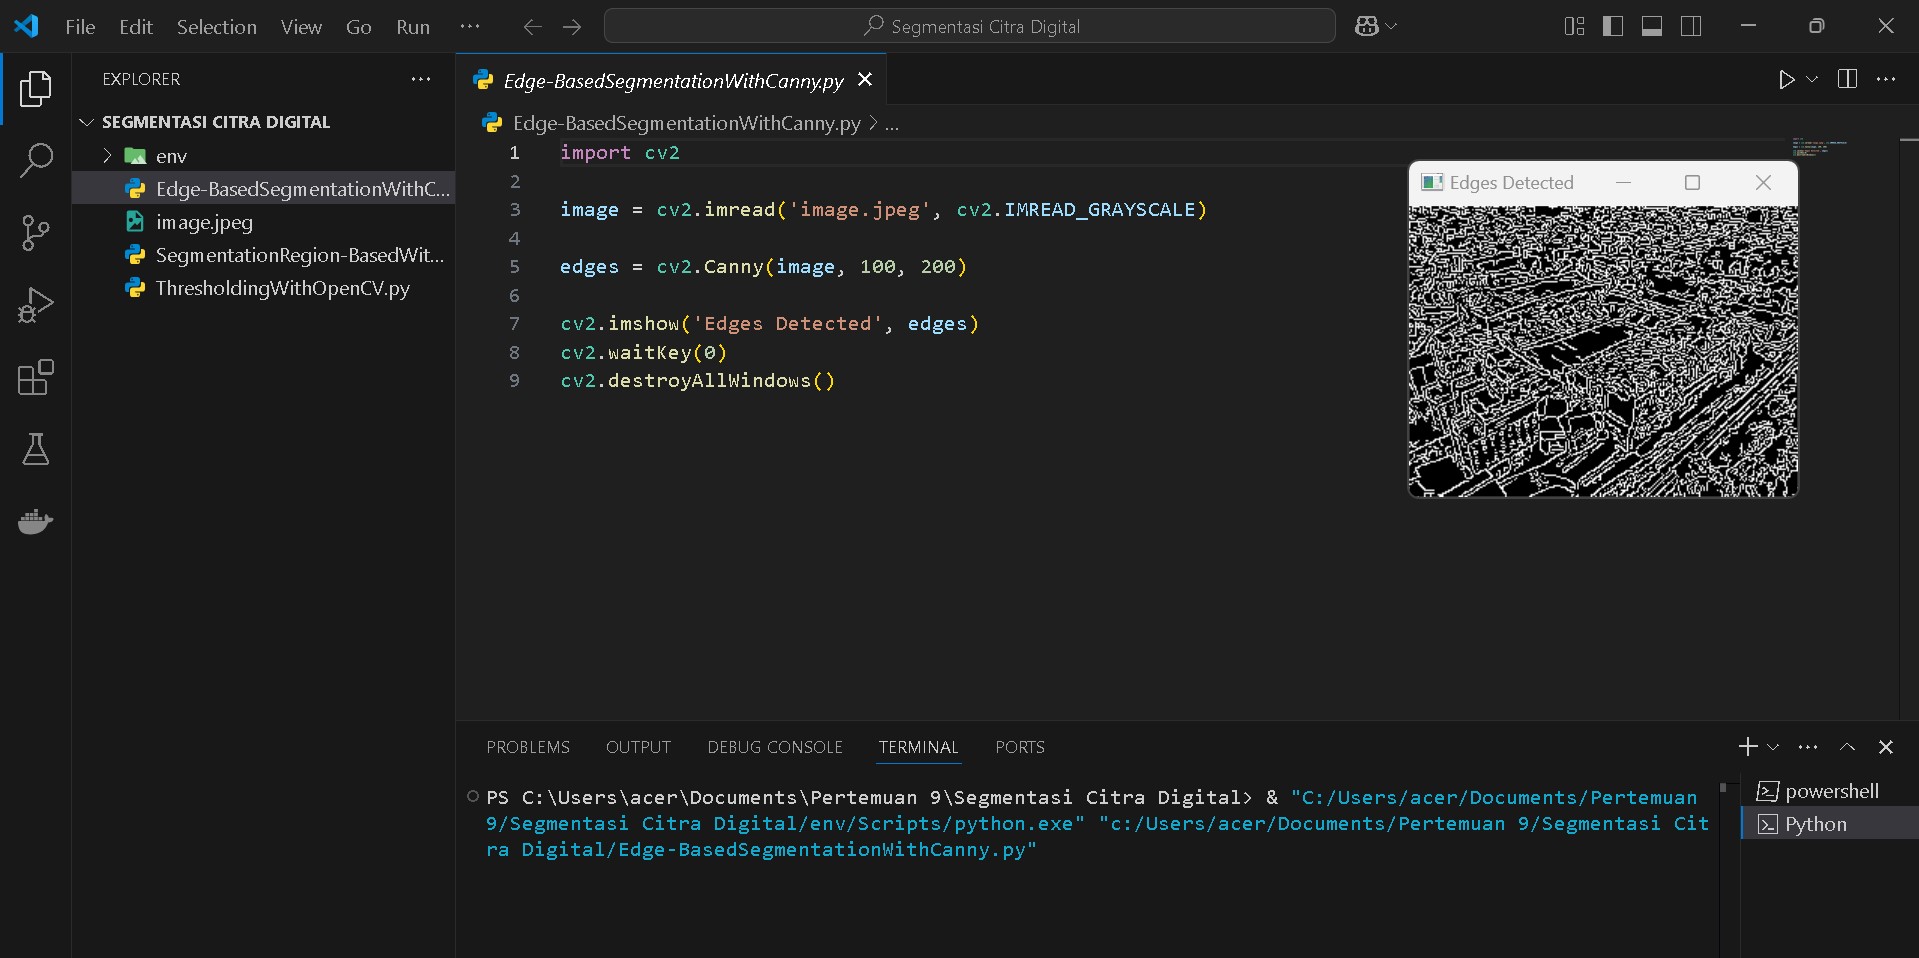 File Edit Selection View Go Run ... Segmentasi Citra Digital
EXPLORER ...
SEGMENTASI CITRA DIGITAL
env
Edge-BasedSegmentationWithC...
image.jpeg
SegmentationRegion-BasedWit...
ThresholdingWithOpenCV.py
Edge-BasedSegmentationWithCanny.py
Edge-BasedSegmentationWithCanny.py > ...
1 import cv2
2
3 image = cv2.imread('image.jpeg', cv2.IMREAD_GRAYSCALE)
4
5 edges = cv2.Canny(image, 100, 200)
6
7 cv2.imshow('Edges Detected', edges)
8 cv2.waitKey(0)
9 cv2.destroyAllWindows()
Edges Detected
PROBLEMS OUTPUT DEBUG CONSOLE TERMINAL PORTS
PS C:\Users\acer\Documents\Pertemuan 9\Segmentasi Citra Digital> & "C:/Users/acer/Documents/Pertemuan
9/Segmentasi Citra Digital/env/Scripts/python.exe" "c:/Users/acer/Documents/Pertemuan 9/Segmentasi Cit
ra Digital/Edge-BasedSegmentationWithCanny.py"
powershell
Python